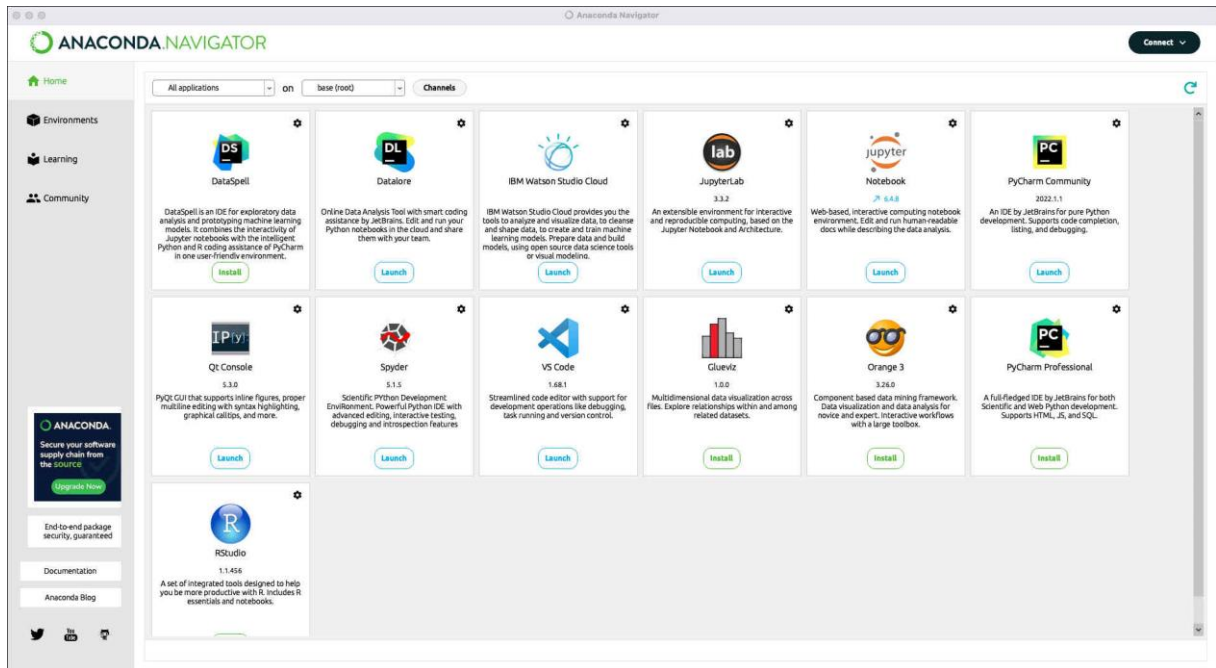 Anaconda Navigator
ANACONDA.NAVIGATOR
Connect
Home
Environments
Learning
Community
All applications
on
base (root)
Channels
DS
DataSpell
DataSpell is an IDE for exploratory data
analysis and prototyping machine learning
models. It combines the interactivity of
Jupyter notebooks with the intelligent
Python and R coding assistance of PyCharm
in one user-friendly environment.
Install
DL
Datalore
Online Data Analysis Tool with smart coding
assistance by JetBrains. Edit and run your
Python notebooks in the cloud and share
them with your team.
Launch
IBM Watson Studio Cloud
IBM Watson Studio Cloud provides you the
tools to analyze and visualize data, to cleanse
and shape data, to create and train machine
learning models. Prepare data and build
models, using open source data science tools
or visual modeling.
Launch
lab
JupyterLab
3.3.2
An extensible environment for interactive
and reproducible computing, based on the
Jupyter Notebook and Architecture.
Launch
jupyter
Notebook
6.4.8
Web-based, interactive computing notebook
environment. Edit and run human-readable
docs while describing the data analysis.
Launch
PC
PyCharm Community
2022.1.1
An IDE by JetBrains for pure Python
development. Supports code completion,
listing, and debugging.
Launch
IP[y]:
Qt Console
5.3.0
PyQt GUI that supports inline figures, proper
multiline editing with syntax highlighting,
graphical calltips, and more.
Launch
Spyder
5.1.5
Scientific PYthon Development
EnviRonment. Powerful Python IDE with
advanced editing, interactive testing,
debugging and introspection features
Launch
VS Code
1.68.1
Streamlined code editor with support for
development operations like debugging,
task running and version control.
Launch
Glueviz
1.0.0
Multidimensional data visualization across
files. Explore relationships within and among
related datasets.
Install
Orange 3
3.26.0
Component based data mining framework.
Data visualization and data analysis for
novice and expert. Interactive workflows
with a large toolbox.
Install
PC
PyCharm Professional
A full-fledged IDE by JetBrains for both
Scientific and Web Python development.
Supports HTML, JS, and SQL.
Install
R
RStudio
1.1.456
A set of integrated tools designed to help
you be more productive with R. Includes R
essentials and notebooks.
ANACONDA.
Secure your software
supply chain from
the source
Upgrade Now
End-to-end package
security, guaranteed
Documentation
Anaconda Blog
You
Tube